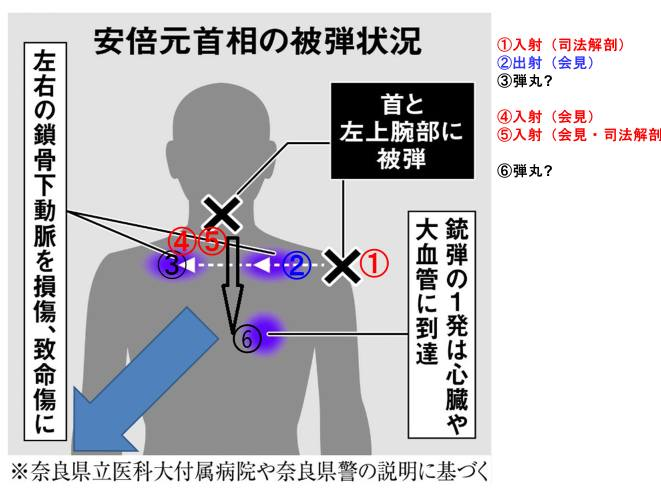 安倍元首相の被弾状況
①入射（司法解剖）
②出射（会見）
③弾丸？
④入射（会見）
⑤入射（会見・司法解剖
⑥弾丸？
首と
左上腕部に
被弾
左右の鎖骨下動脈を損傷、致命傷に
④⑤
③
②
①
⑥
銃弾の１発は心臓や
大血管に到達
※奈良県立医科大付属病院や奈良県警の説明に基づく